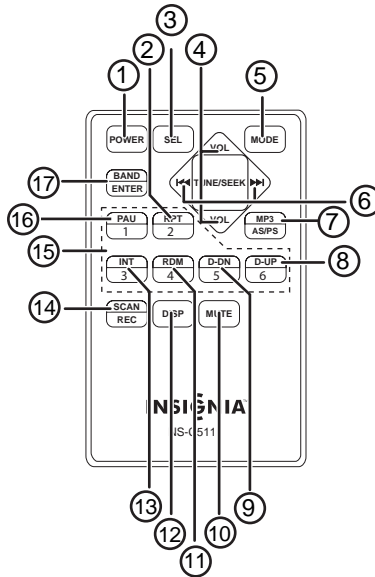 3
2
4
1
5
POWER
SEL
VOL
MODE
17
BAND
ENTER
TUNE/SEEK
6
16
PAU
1
RPT
2
VOL
MP3
AS/PS
7
15
INT
3
RDM
4
D-DN
5
D-UP
6
8
14
SCAN
REC
DISP
MUTE
INSIGNIA
NS-C5111
13
12
11
10
9